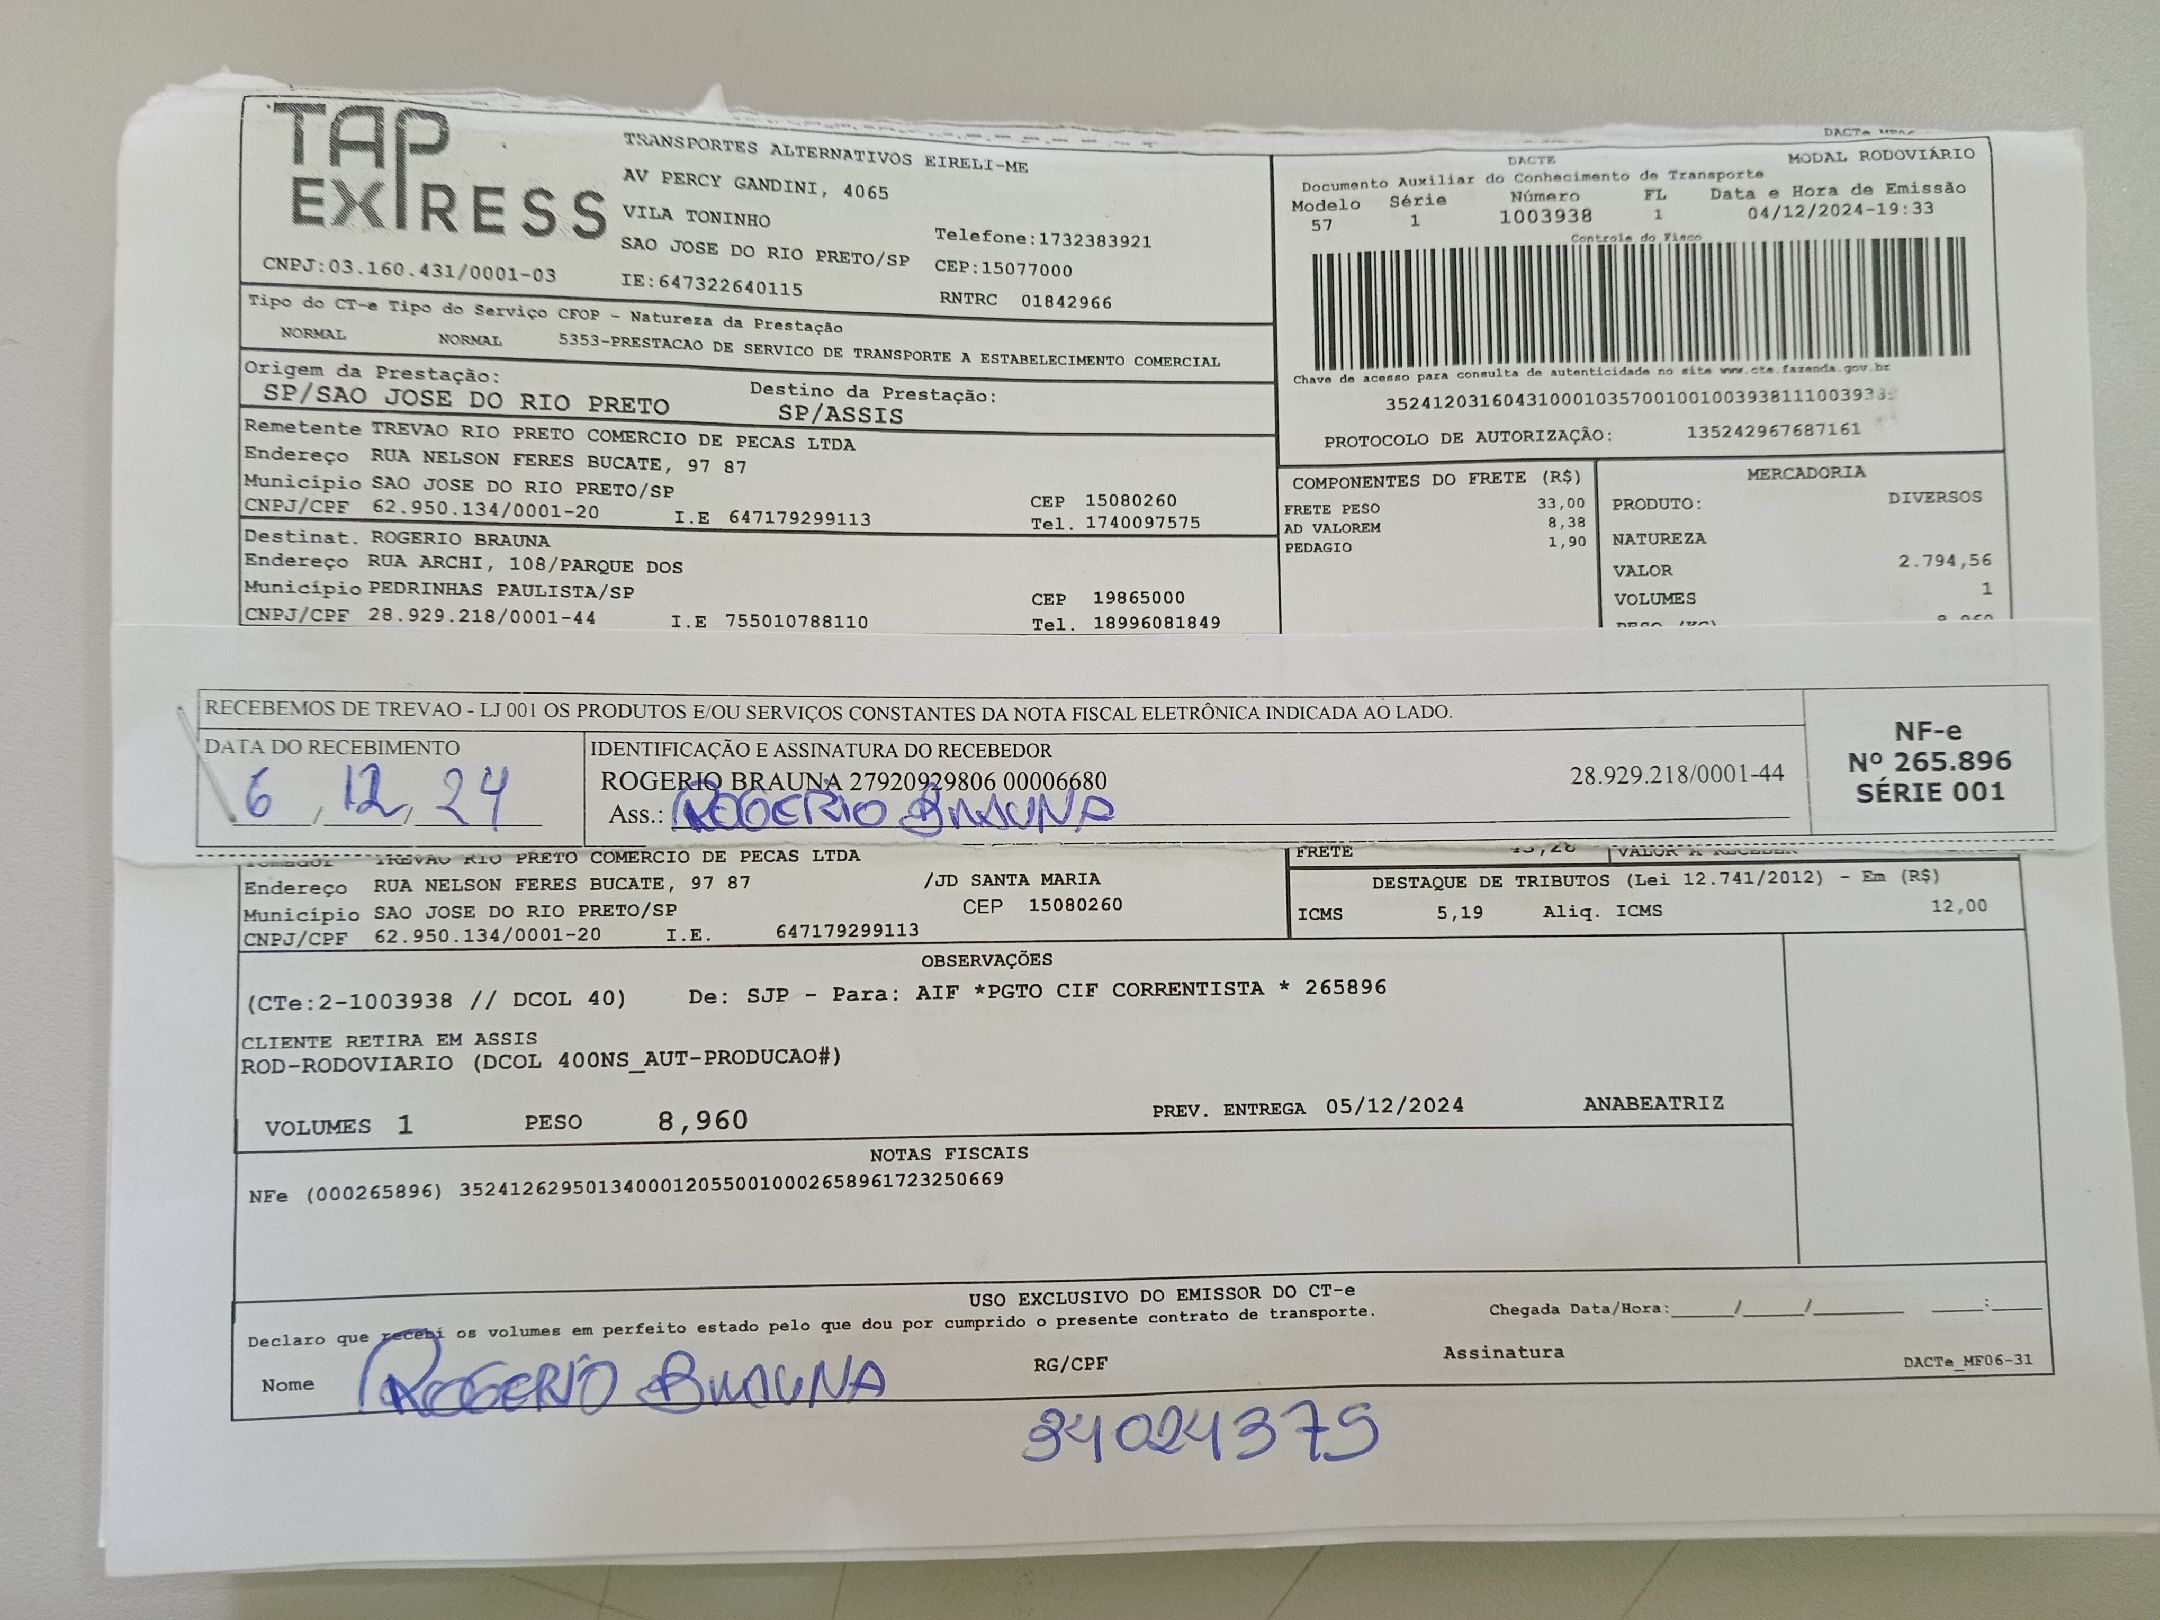 TAP
EXPRESS
CNPJ:03.160.431/0001-03
TRANSPORTES ALTERNATIVOS EIRELI-ME
AV PERCY GANDINI, 4065
VILA TONINHO
SAO JOSE DO RIO PRETO/SP
IE:647322640115
Telefone:1732383921
CEP:15077000
RNTRC 01842966
DACTE MODAL RODOVIÁRIO
Documento Auxiliar do Conhecimento de Transporte
Modelo Série Número FL Data e Hora de Emissão
57 1 1003938 1 04/12/2024-19:33
Controle do Fisco
Chave de acesso para consulta de autenticidade no site www.cte.fazenda.gov.br
PROTOCOLO DE AUTORIZAÇÃO: 135242967687161
Tipo do CT-e Tipo do Serviço CFOP - Natureza da Prestação
NORMAL NORMAL 5353-PRESTACAO DE SERVICO DE TRANSPORTE A ESTABELECIMENTO COMERCIAL
Origem da Prestação: Destino da Prestação:
SP/SAO JOSE DO RIO PRETO SP/ASSIS
Remetente TREVAO RIO PRETO COMERCIO DE PECAS LTDA
Endereço RUA NELSON FERES BUCATE, 97 87
Município SAO JOSE DO RIO PRETO/SP CEP 15080260
CNPJ/CPF 62.950.134/0001-20 I.E 647179299113 Tel. 1740097575
Destinat. ROGERIO BRAUNA
Endereço RUA ARCHI, 108/PARQUE DOS
Município PEDRINHAS PAULISTA/SP CEP 19865000
CNPJ/CPF 28.929.218/0001-44 I.E 755010788110 Tel. 18996081849
COMPONENTES DO FRETE (R$)
FRETE PESO 33,00
AD VALOREM 8,38
PEDAGIO 1,90
MERCADORIA
PRODUTO: DIVERSOS
NATUREZA
VALOR 2.794,56
VOLUMES 1
RECEBEMOS DE TREVAO - LJ 001 OS PRODUTOS E/OU SERVIÇOS CONSTANTES DA NOTA FISCAL ELETRÔNICA INDICADA AO LADO.
DATA DO RECEBIMENTO
6, 12, 24
IDENTIFICAÇÃO E ASSINATURA DO RECEBEDOR
ROGERIO BRAUNA 27920929806 00006680 28.929.218/0001-44
Ass.: ROGERIO BRAUNA
NF-e
Nº 265.896
SÉRIE 001
TREVAO RIO PRETO COMERCIO DE PECAS LTDA
Endereço RUA NELSON FERES BUCATE, 97 87 /JD SANTA MARIA
Município SAO JOSE DO RIO PRETO/SP CEP 15080260
CNPJ/CPF 62.950.134/0001-20 I.E. 647179299113
FRETE
DESTAQUE DE TRIBUTOS (Lei 12.741/2012) - Em (R$)
ICMS 5,19 Aliq. ICMS 12,00
OBSERVAÇÕES
(CTe:2-1003938 // DCOL 40) De: SJP - Para: AIF *PGTO CIF CORRENTISTA * 265896
CLIENTE RETIRA EM ASSIS
ROD-RODOVIARIO (DCOL 400NS_AUT-PRODUCAO#)
VOLUMES 1 PESO 8,960 PREV. ENTREGA 05/12/2024 ANABEATRIZ
NOTAS FISCAIS
NFe (000265896) 35241262950134000120550010002658961723250669
USO EXCLUSIVO DO EMISSOR DO CT-e
Declaro que recebi os volumes em perfeito estado pelo que dou por cumprido o presente contrato de transporte.
Chegada Data/Hora:_____/_____/_______ ____:____
Nome ROGERIO BRAUNA RG/CPF Assinatura DACTe_MF06-31
34024375